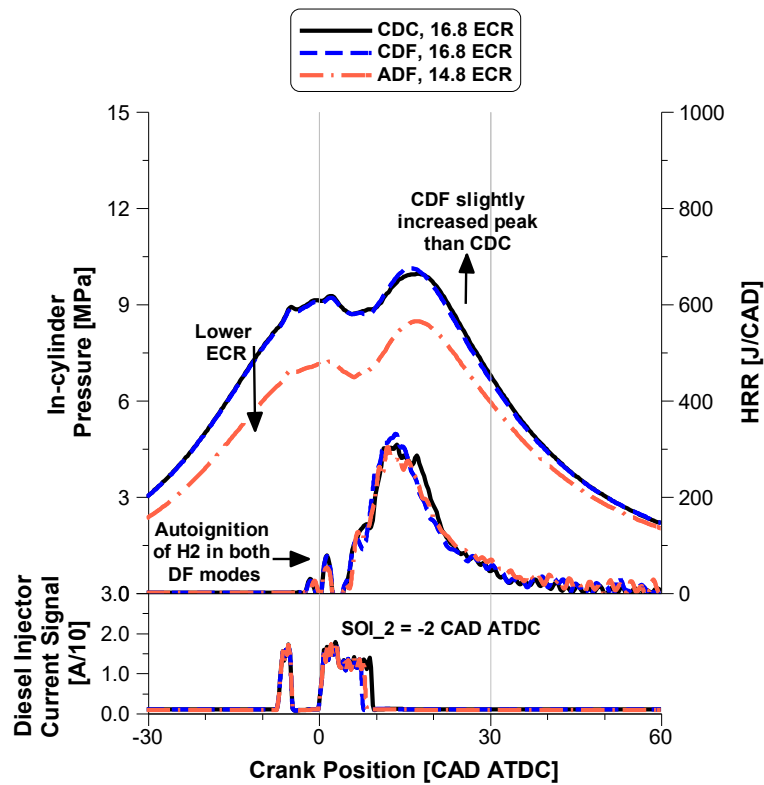 CDC, 16.8 ECR
CDF, 16.8 ECR
ADF, 14.8 ECR
15
12
9
6
3
3.0
2.0
1.0
0.0
In-cylinder
Pressure [MPa]
Diesel Injector
Current Signal
[A/10]
CDF slightly
increased peak
than CDC
Lower
ECR
Autoignition
of H2 in both
DF modes
SOI_2 = -2 CAD ATDC
1000
800
600
400
200
0
HRR [J/CAD]
-30
0
30
60
Crank Position [CAD ATDC]